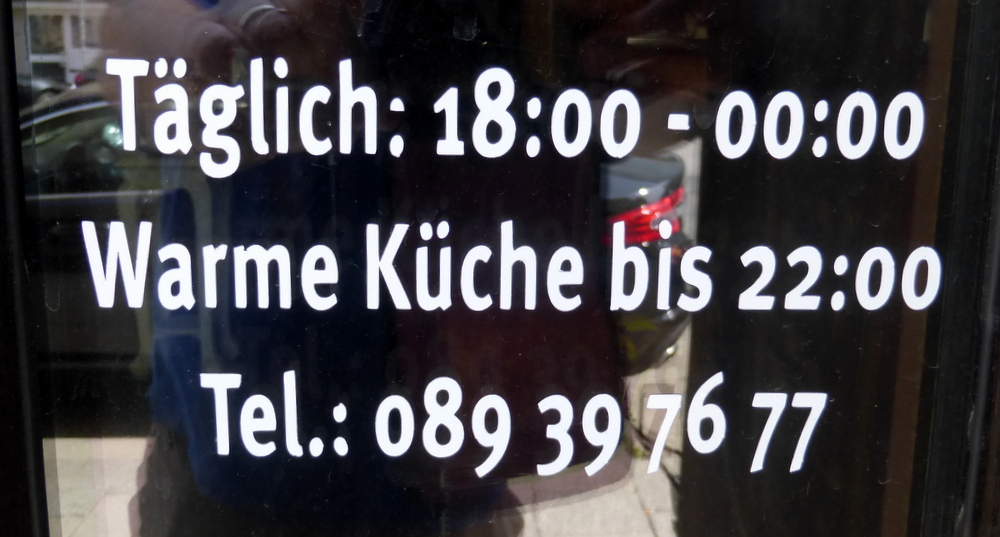 Täglich: 18:00 - 00:00
Warme Küche bis 22:00
Tel.: 089 39 76 77